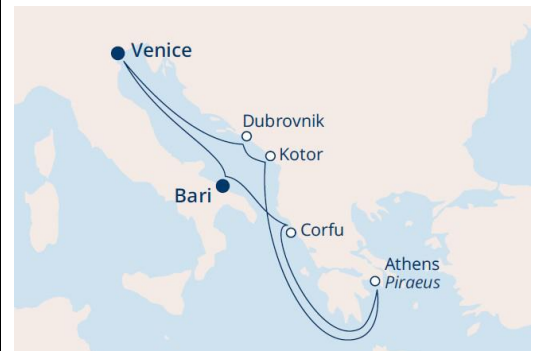 Venice
Dubrovnik
Kotor
Bari
Corfu
Athens
Piraeus